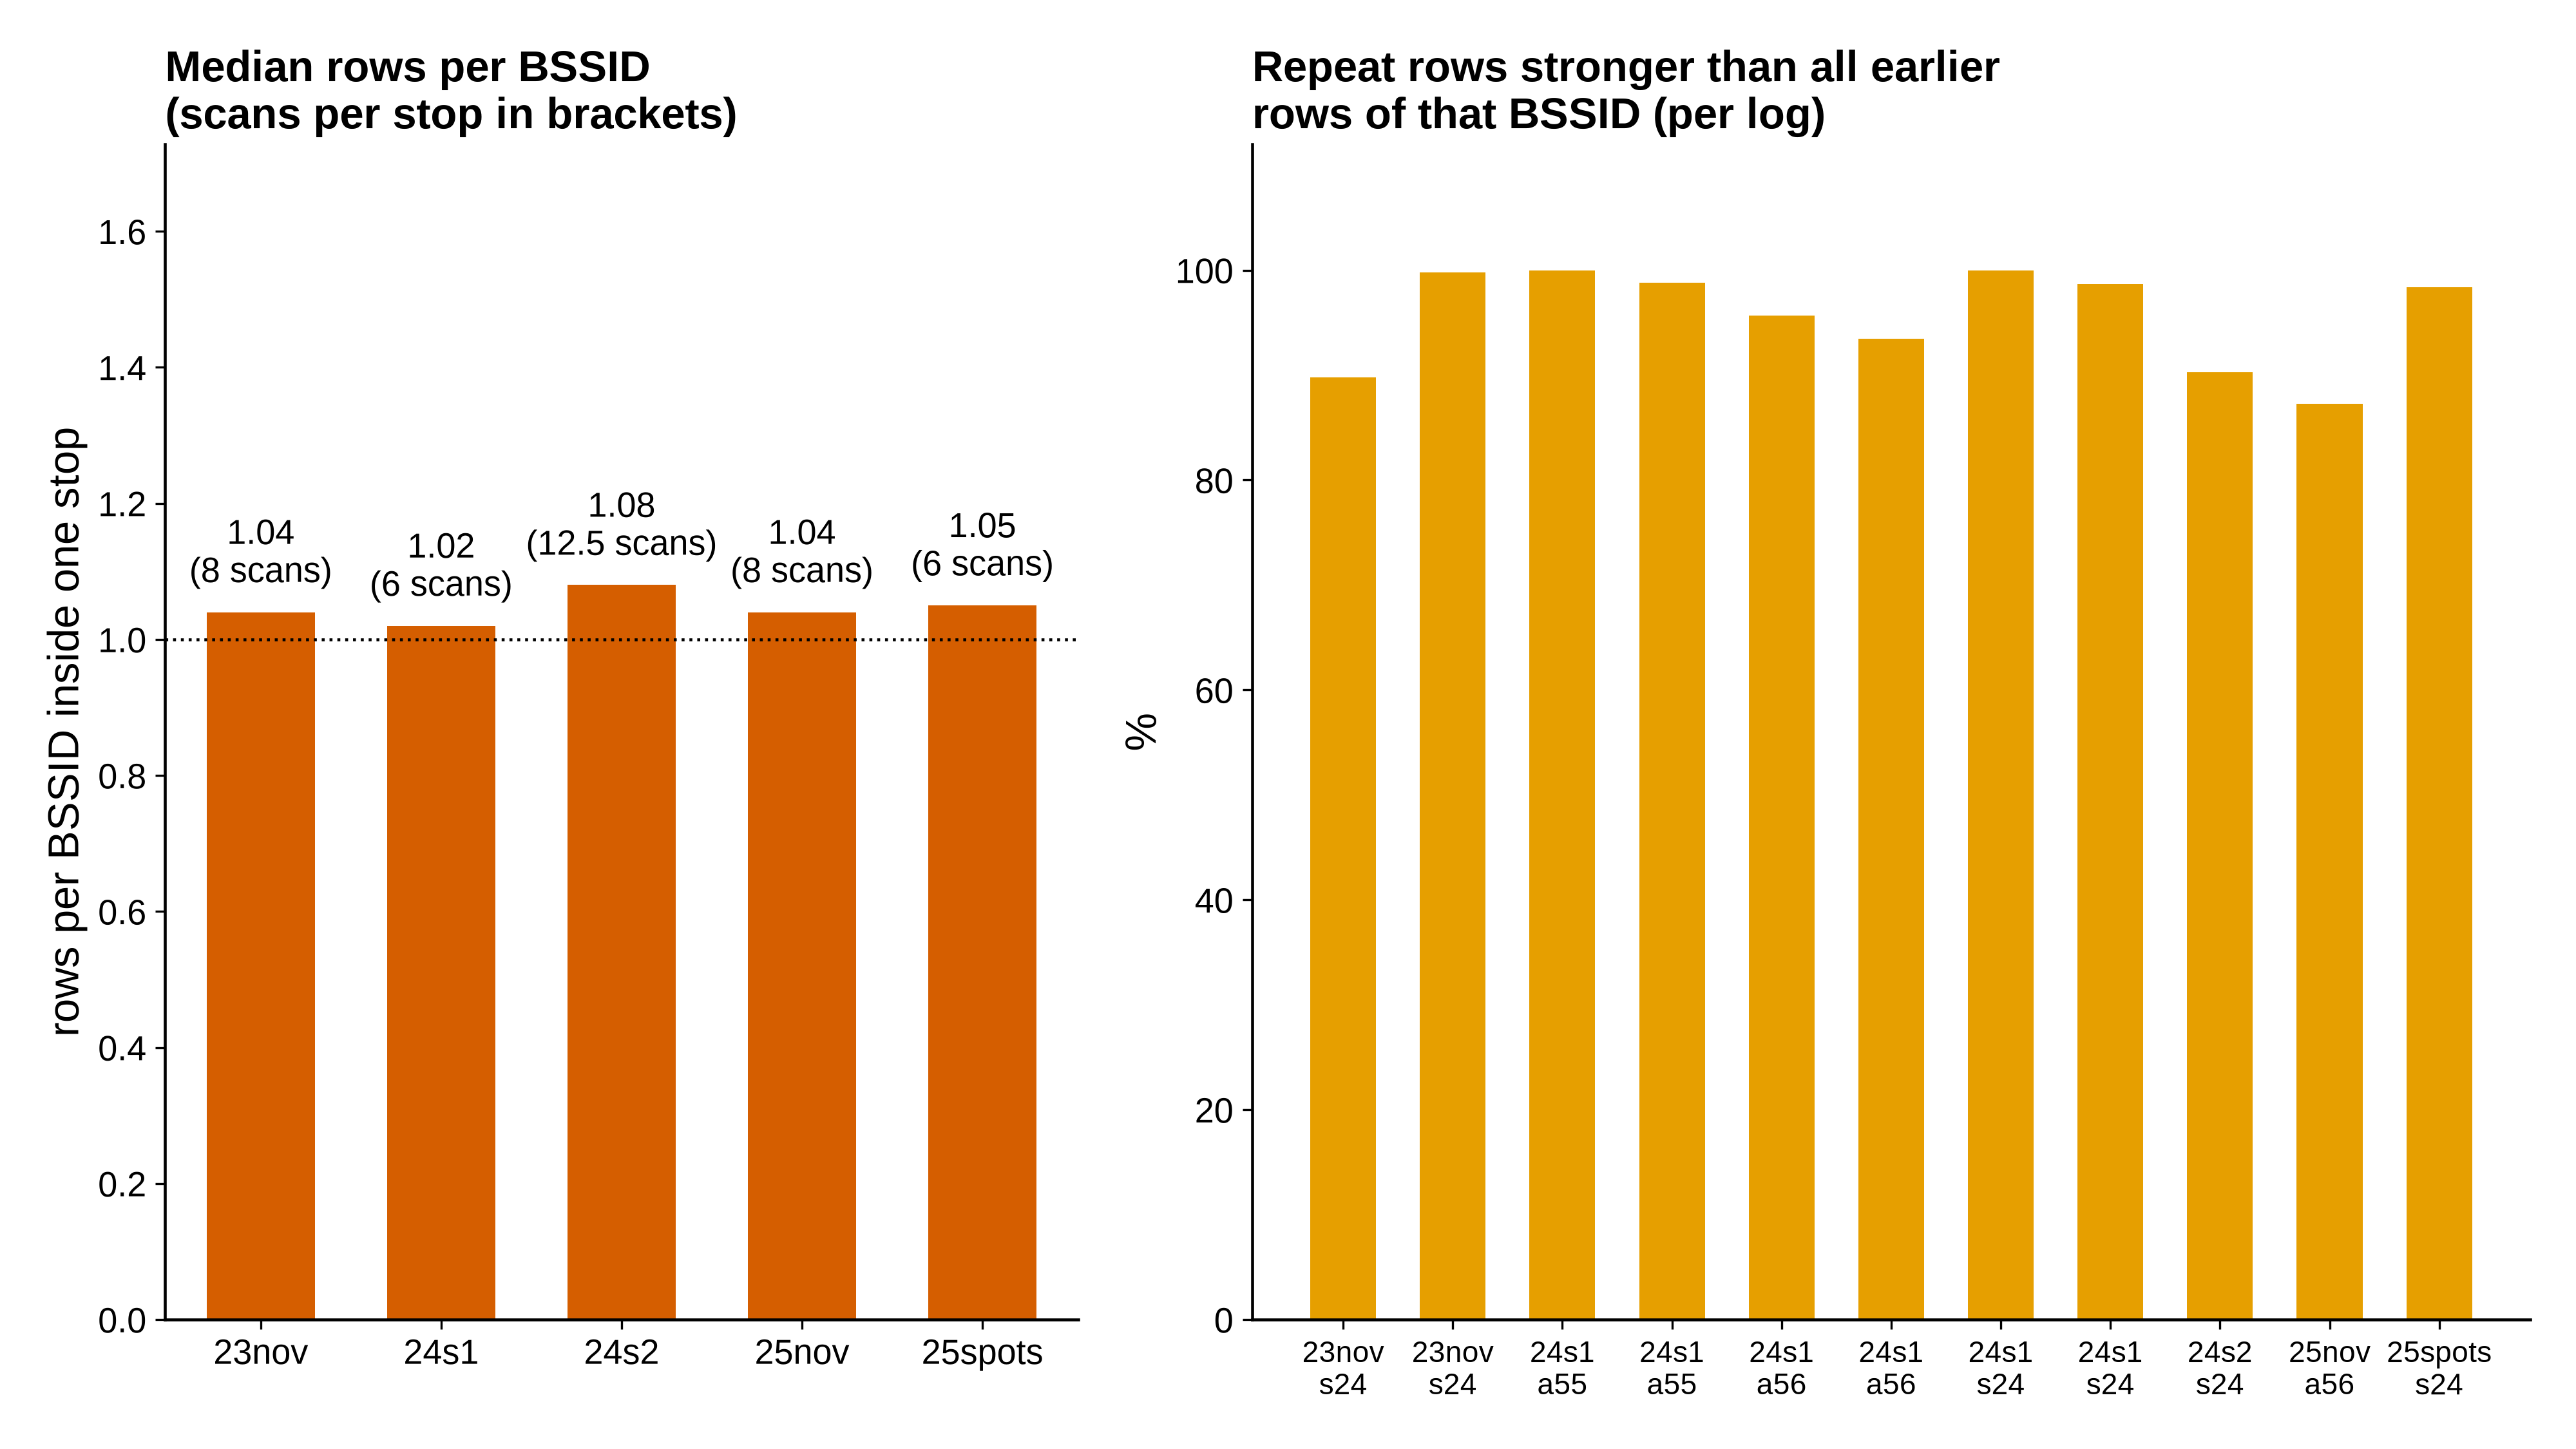 Median rows per BSSID
(scans per stop in brackets)
rows per BSSID inside one stop
1.6
1.4
1.2
1.0
0.8
0.6
0.4
0.2
0.0
1.04
(8 scans)
1.02
(6 scans)
1.08
(12.5 scans)
1.04
(8 scans)
1.05
(6 scans)
23nov
24s1
24s2
25nov
25spots
Repeat rows stronger than all earlier
rows of that BSSID (per log)
%
100
80
60
40
20
0
23nov
s24
23nov
s24
24s1
a55
24s1
a55
24s1
a56
24s1
a56
24s1
s24
24s1
s24
24s2
s24
25nov
a56
25spots
s24